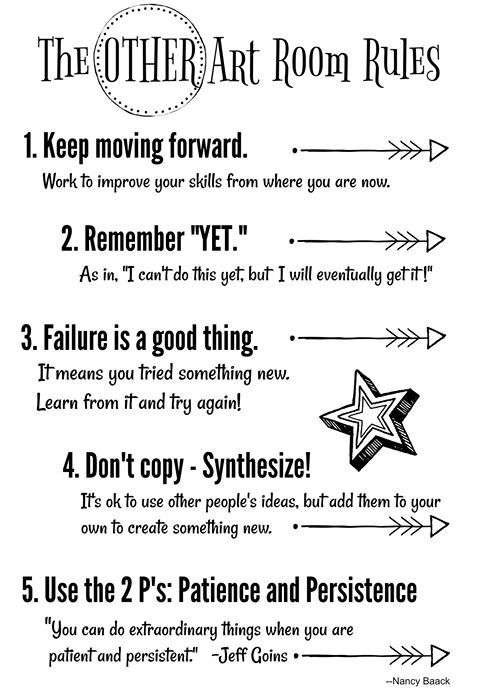 The OTHER Art Room Rules
1. Keep moving forward.
Work to improve your skills from where you are now.
2. Remember "YET."
As in, "I can't do this yet, but I will eventually get it!"
3. Failure is a good thing.
It means you tried something new.
Learn from it and try again!
4. Don't copy - Synthesize!
It's ok to use other people's ideas, but add them to your
own to create something new.
5. Use the 2 P's: Patience and Persistence
"You can do extraordinary things when you are
patient and persistent." -Jeff Goins
--Nancy Baack